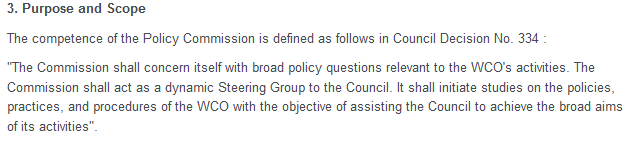 3. Purpose and Scope
The competence of the Policy Commission is defined as follows in Council Decision No. 334 :
"The Commission shall concern itself with broad policy questions relevant to the WCO's activities. The
Commission shall act as a dynamic Steering Group to the Council. It shall initiate studies on the policies,
practices, and procedures of the WCO with the objective of assisting the Council to achieve the broad aims
of its activities".